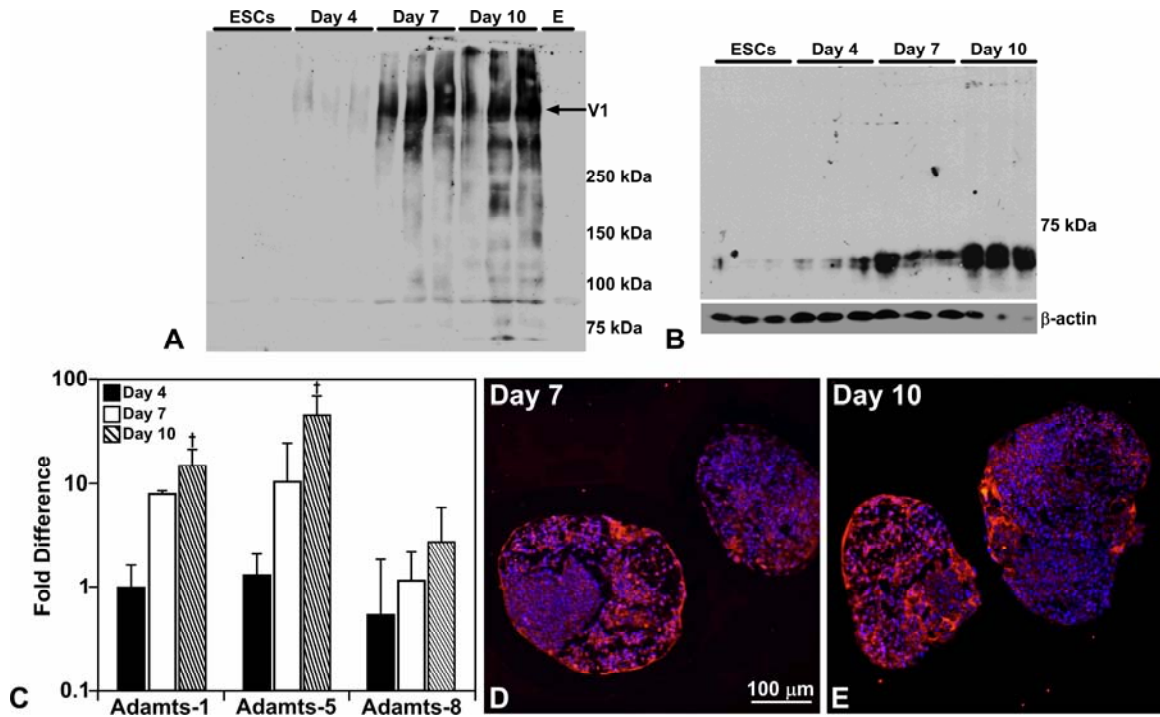 ESCs Day 4 Day 7 Day 10 E
V1
250 kDa
150 kDa
100 kDa
75 kDa
A
ESCs Day 4 Day 7 Day 10
75 kDa
β-actin
B
100
10
1
0.1
Fold Difference
Day 4
Day 7
Day 10
† †
Adamts-1 Adamts-5 Adamts-8
C
Day 7
100 μm
D
Day 10
E